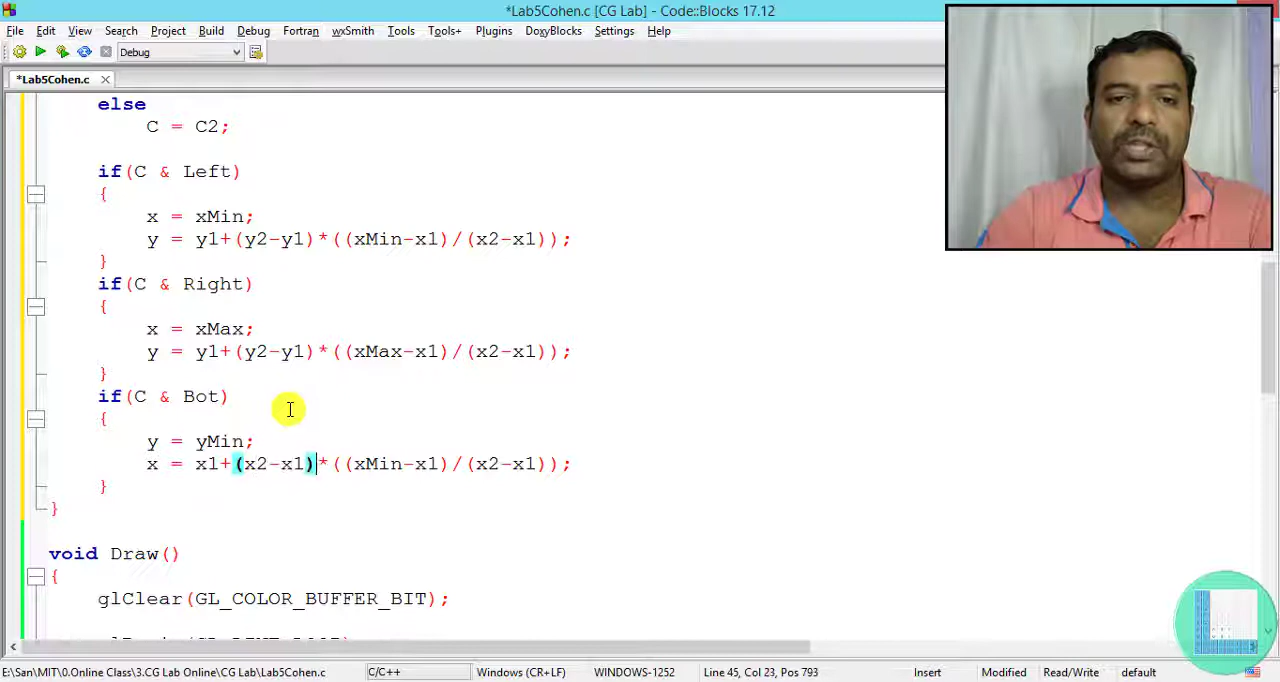 *Lab5Cohen.c [CG Lab] - Code::Blocks 17.12
File Edit View Search Project Build Debug Fortran wxSmith Tools Tools+ Plugins DoxyBlocks Settings Help
Debug
*Lab5Cohen.c
else
C = C2;
if(C & Left)
{
x = xMin;
y = y1+(y2-y1)*((xMin-x1)/(x2-x1));
}
if(C & Right)
{
x = xMax;
y = y1+(y2-y1)*((xMax-x1)/(x2-x1));
}
if(C & Bot)
{
y = yMin;
x = x1+(x2-x1)*((xMin-x1)/(x2-x1));
}
}
void Draw()
{
glClear(GL_COLOR_BUFFER_BIT);
E:\San\MIT\0.Online Class\3.CG Lab Online\CG Lab\Lab5Cohen.c C/C++ Windows (CR+LF) WINDOWS-1252 Line 45, Col 23, Pos 799 Insert Modified Read/Write default